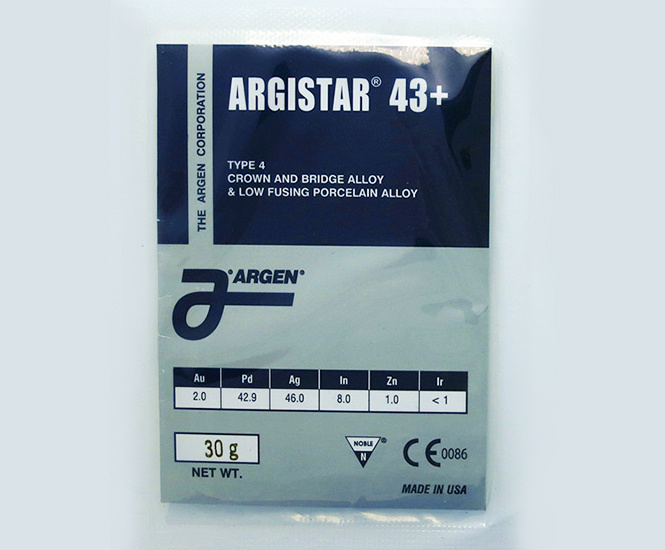 THE ARGEN CORPORATION
ARGISTAR® 43+
TYPE 4
CROWN AND BRIDGE ALLOY
& LOW FUSING PORCELAIN ALLOY
ARGEN®
Au Pd Ag In Zn Ir
2.0 42.9 46.0 8.0 1.0 < 1
30 g
NET WT.
NOBLE ®
N
CE 0086
MADE IN USA